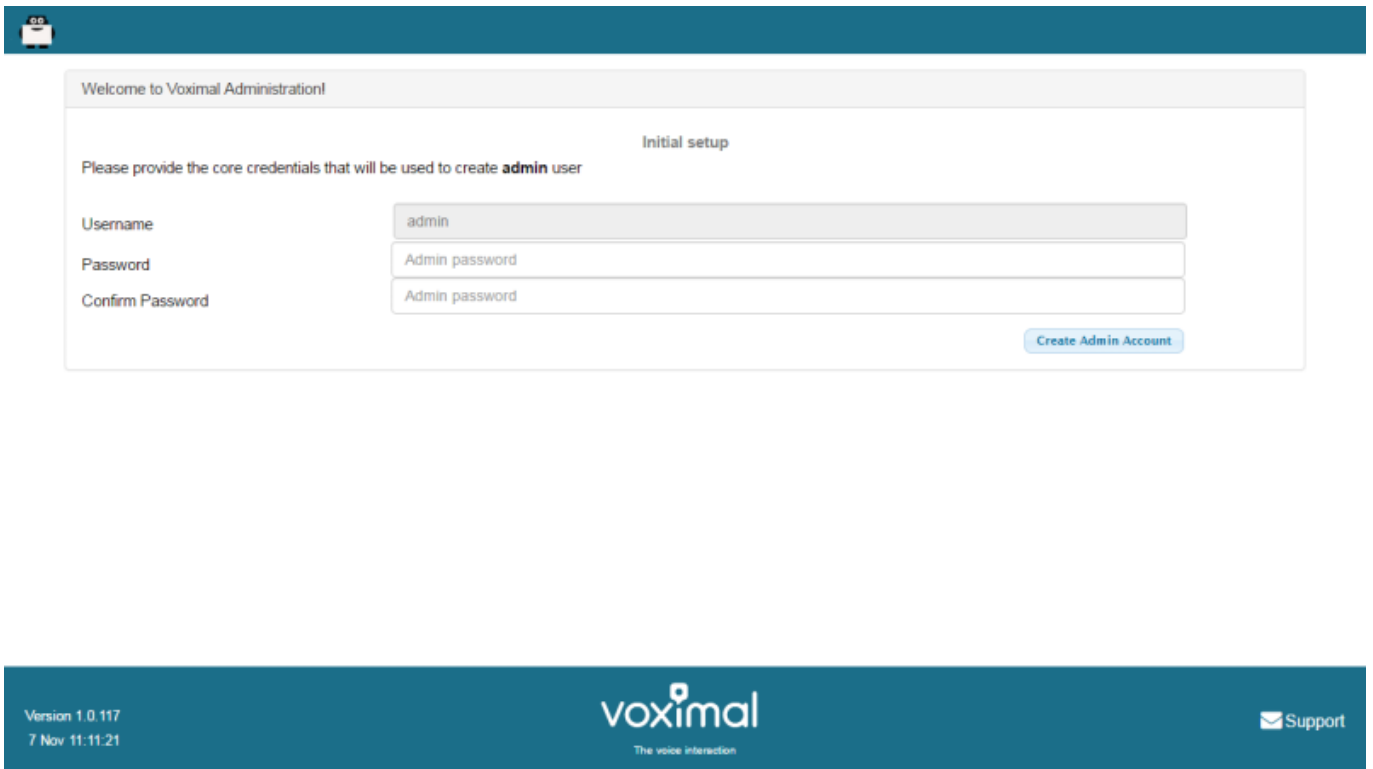 Welcome to Voximal Administration!
Initial setup
Please provide the core credentials that will be used to create admin user
Username
admin
Password
Admin password
Confirm Password
Admin password
Create Admin Account
Version 1.0.117
7 Nov 11:11:21
voximal
The voice interaction
Support